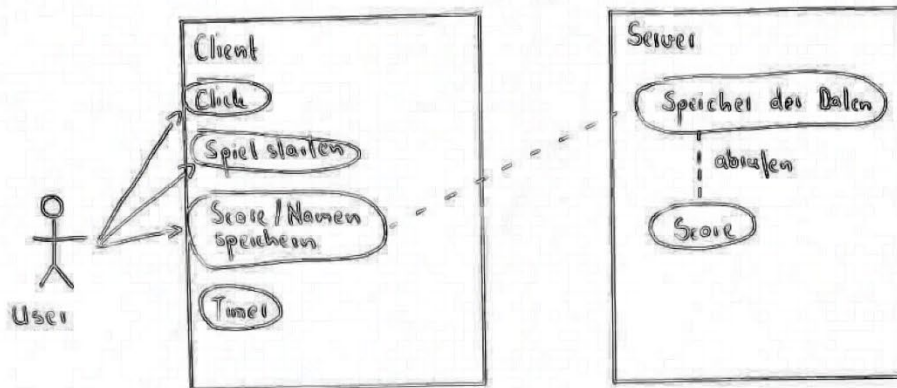 Client
Click
Spiel starten
Score/Namen
speichern
Timer
User
Server
Speicher der Daten
abrufen
Score